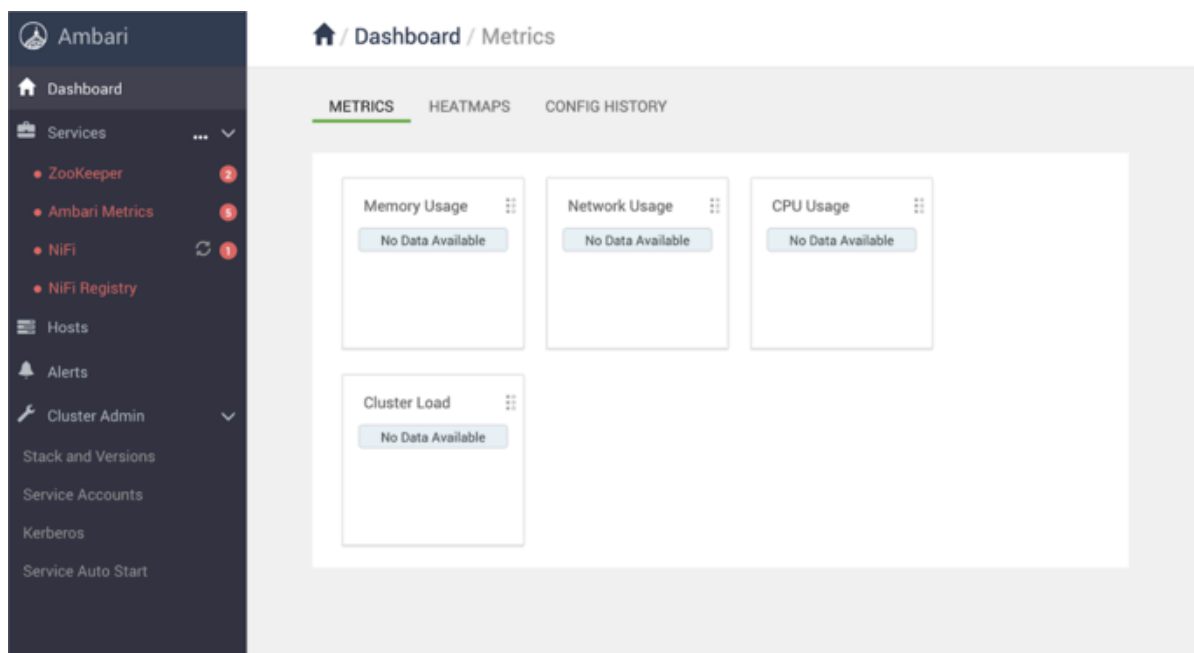 Ambari
Dashboard
Services ...
ZooKeeper 2
Ambari Metrics 5
NiFi 1
NiFi Registry
Hosts
Alerts
Cluster Admin
Stack and Versions
Service Accounts
Kerberos
Service Auto Start
/ Dashboard / Metrics
METRICS HEATMAPS CONFIG HISTORY
Memory Usage Network Usage CPU Usage
No Data Available No Data Available No Data Available
Cluster Load
No Data Available